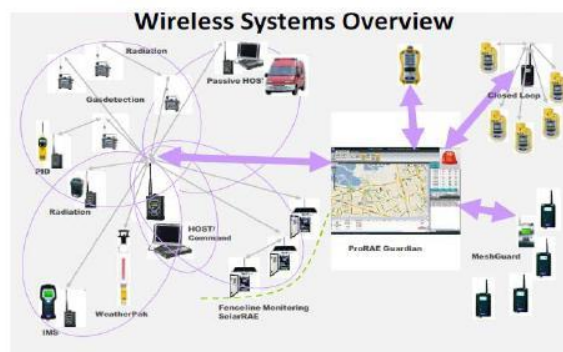 Wireless Systems Overview
Radiation
Passive HOST
Gasdetection
Closed Loop
PID
Radiation
HOST/
Command
ProRAE Guardian
MeshGuard
Fenceline Monitoring
SolarRAE
WeatherPak
IMS